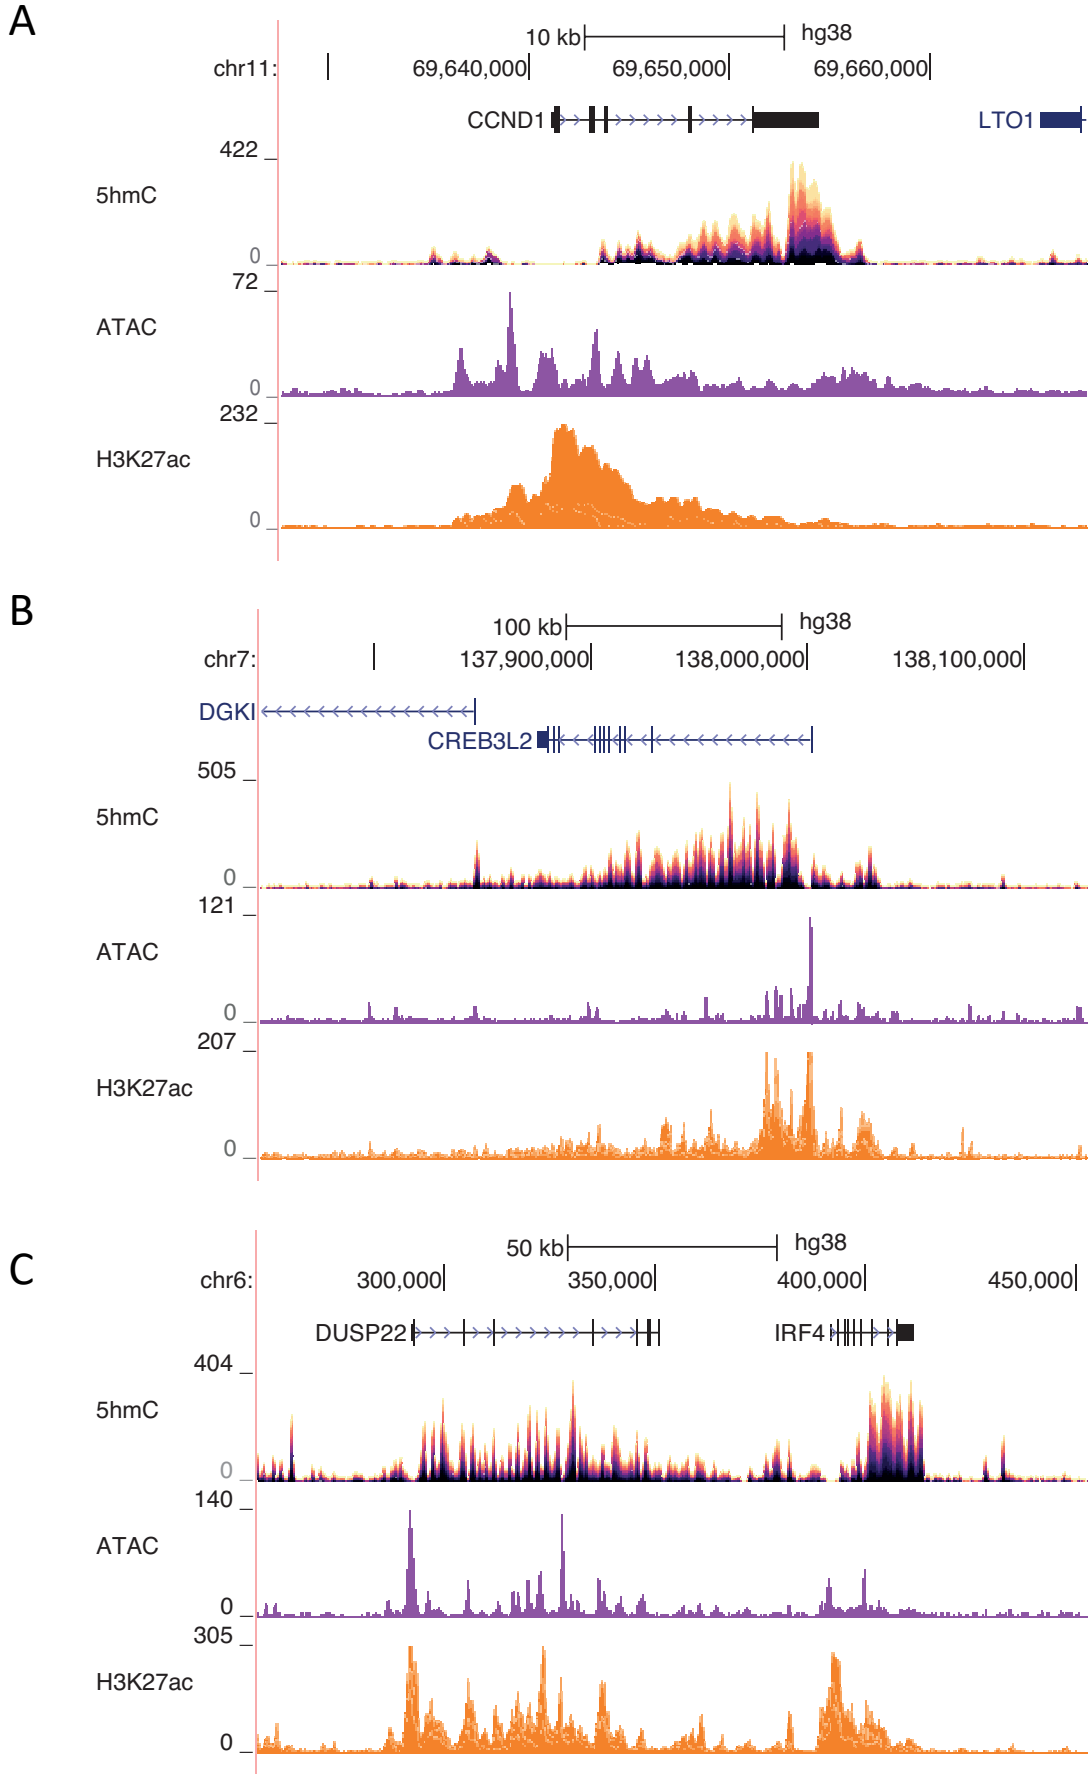 A
10 kb hg38
chr11: 69,640,000 69,650,000 69,660,000
CCND1 LTO1
422
5hmC
0
72
ATAC
0
232
H3K27ac
0
B
100 kb hg38
chr7: 137,900,000 138,000,000 138,100,000
DGKI
CREB3L2
505
5hmC
0
121
ATAC
0
207
H3K27ac
0
C
50 kb hg38
chr6: 300,000 350,000 400,000 450,000
DUSP22 IRF4
404
5hmC
0
140
ATAC
0
305
H3K27ac
0